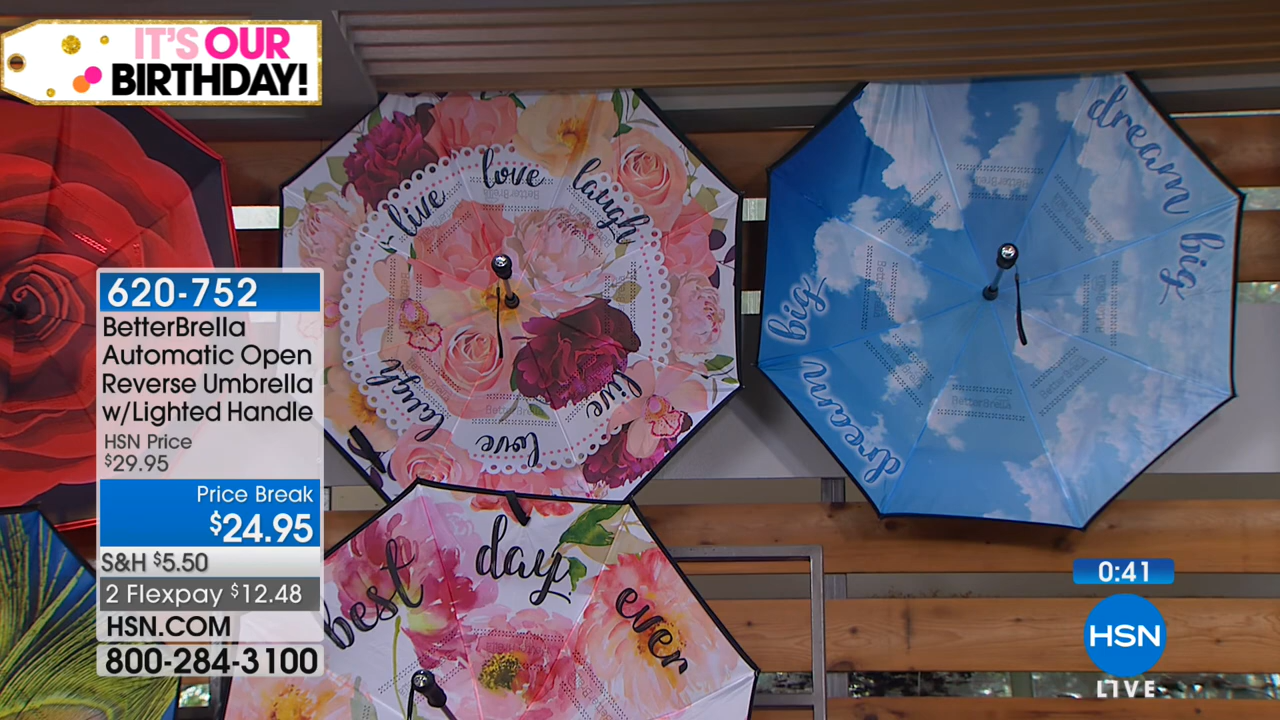 IT'S OUR
BIRTHDAY!
620-752
BetterBrella
Automatic Open
Reverse Umbrella
w/Lighted Handle
HSN Price
$29.95
Price Break
$24.95
S&H $5.50
2 Flexpay $12.48
HSN.COM
800-284-3100
live
love
laugh
laugh
love
live
best
day
ever
dream
big
big
dream
BetterBrella
0:41
HSN
LIVE